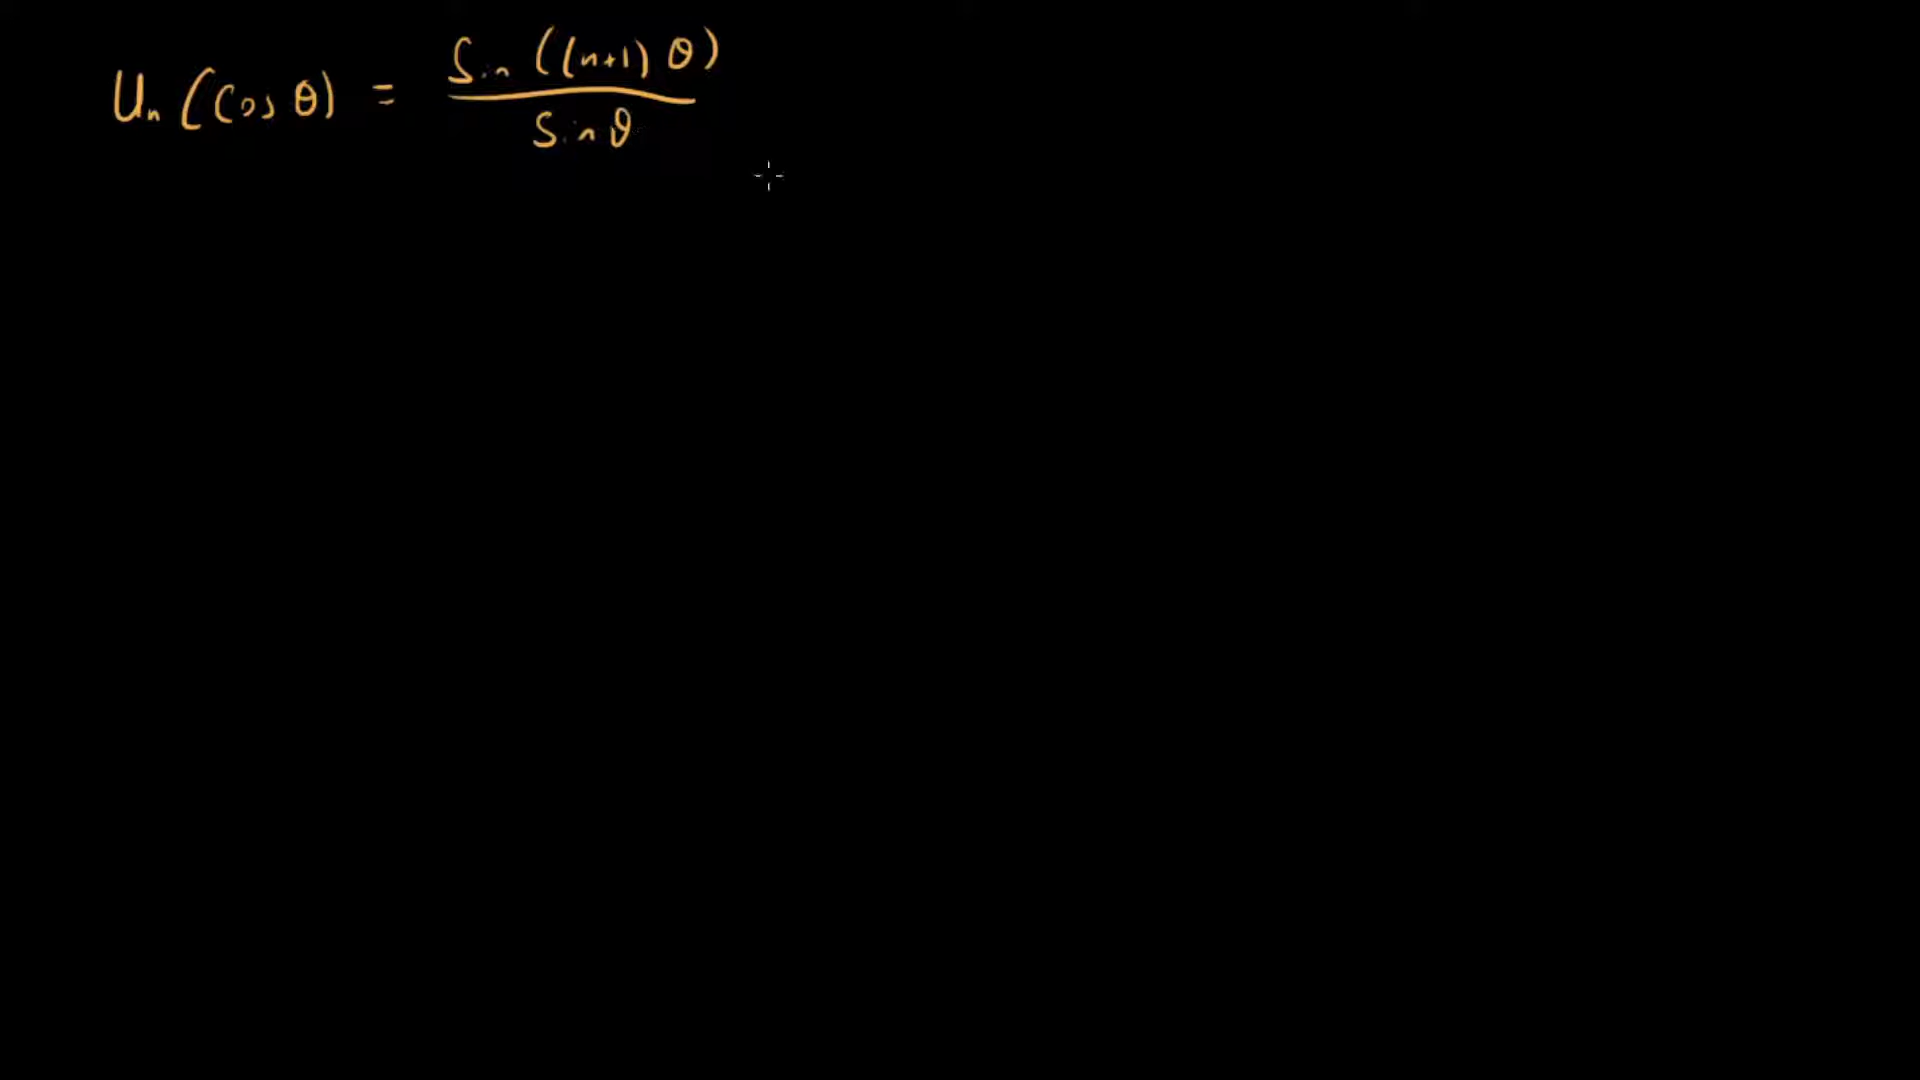 Un (Cos θ) = Sin ((n+1) θ) / Sin θ